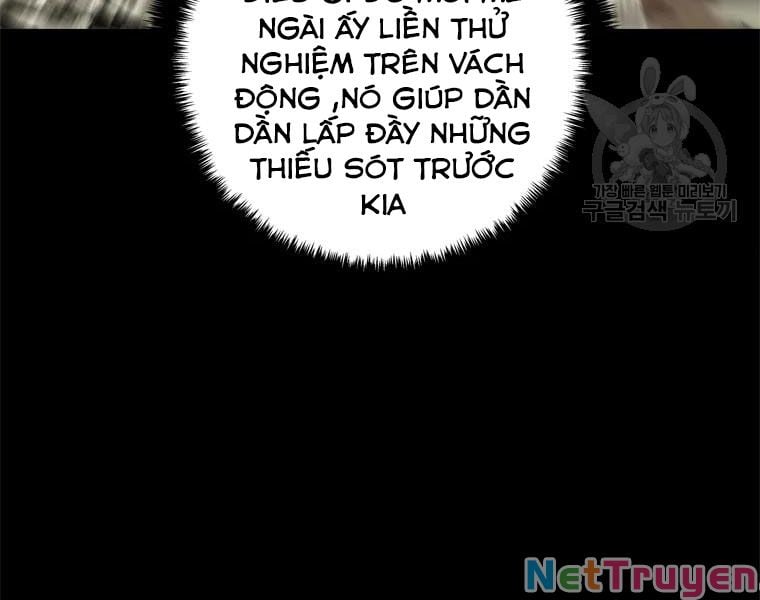 NGÀI ẤY LIỀN THỬ
NGHIỆM TRÊN VÁCH
ĐỘNG ,NÓ GIÚP DẦN
DẦN LẤP ĐẦY NHỮNG
THIẾU SÓT TRƯỚC
KIA
가장 빠른 웹툰 미리보기
구글검색 뉴토끼
NetTruyen